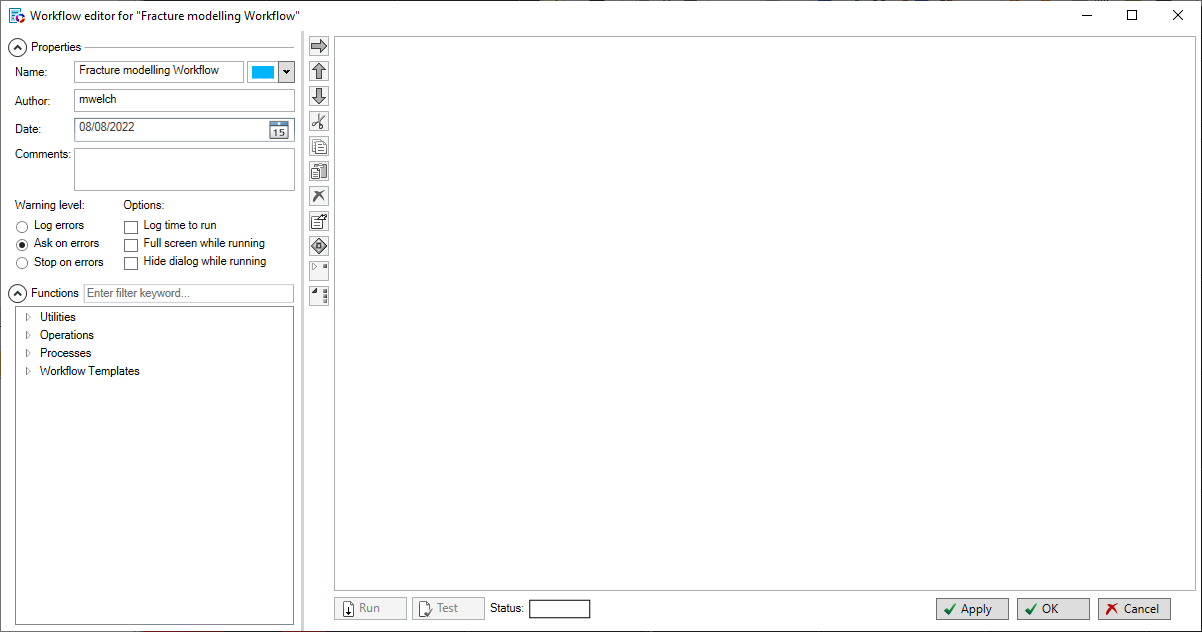 Workflow editor for "Fracture modelling Workflow"
Properties
Name: Fracture modelling Workflow
Author: mwelch
Date: 08/08/2022 15
Comments:
Warning level: Options:
Log errors Log time to run
Ask on errors Full screen while running
Stop on errors Hide dialog while running
Functions Enter filter keyword...
Utilities
Operations
Processes
Workflow Templates
Run Test Status: Apply OK Cancel